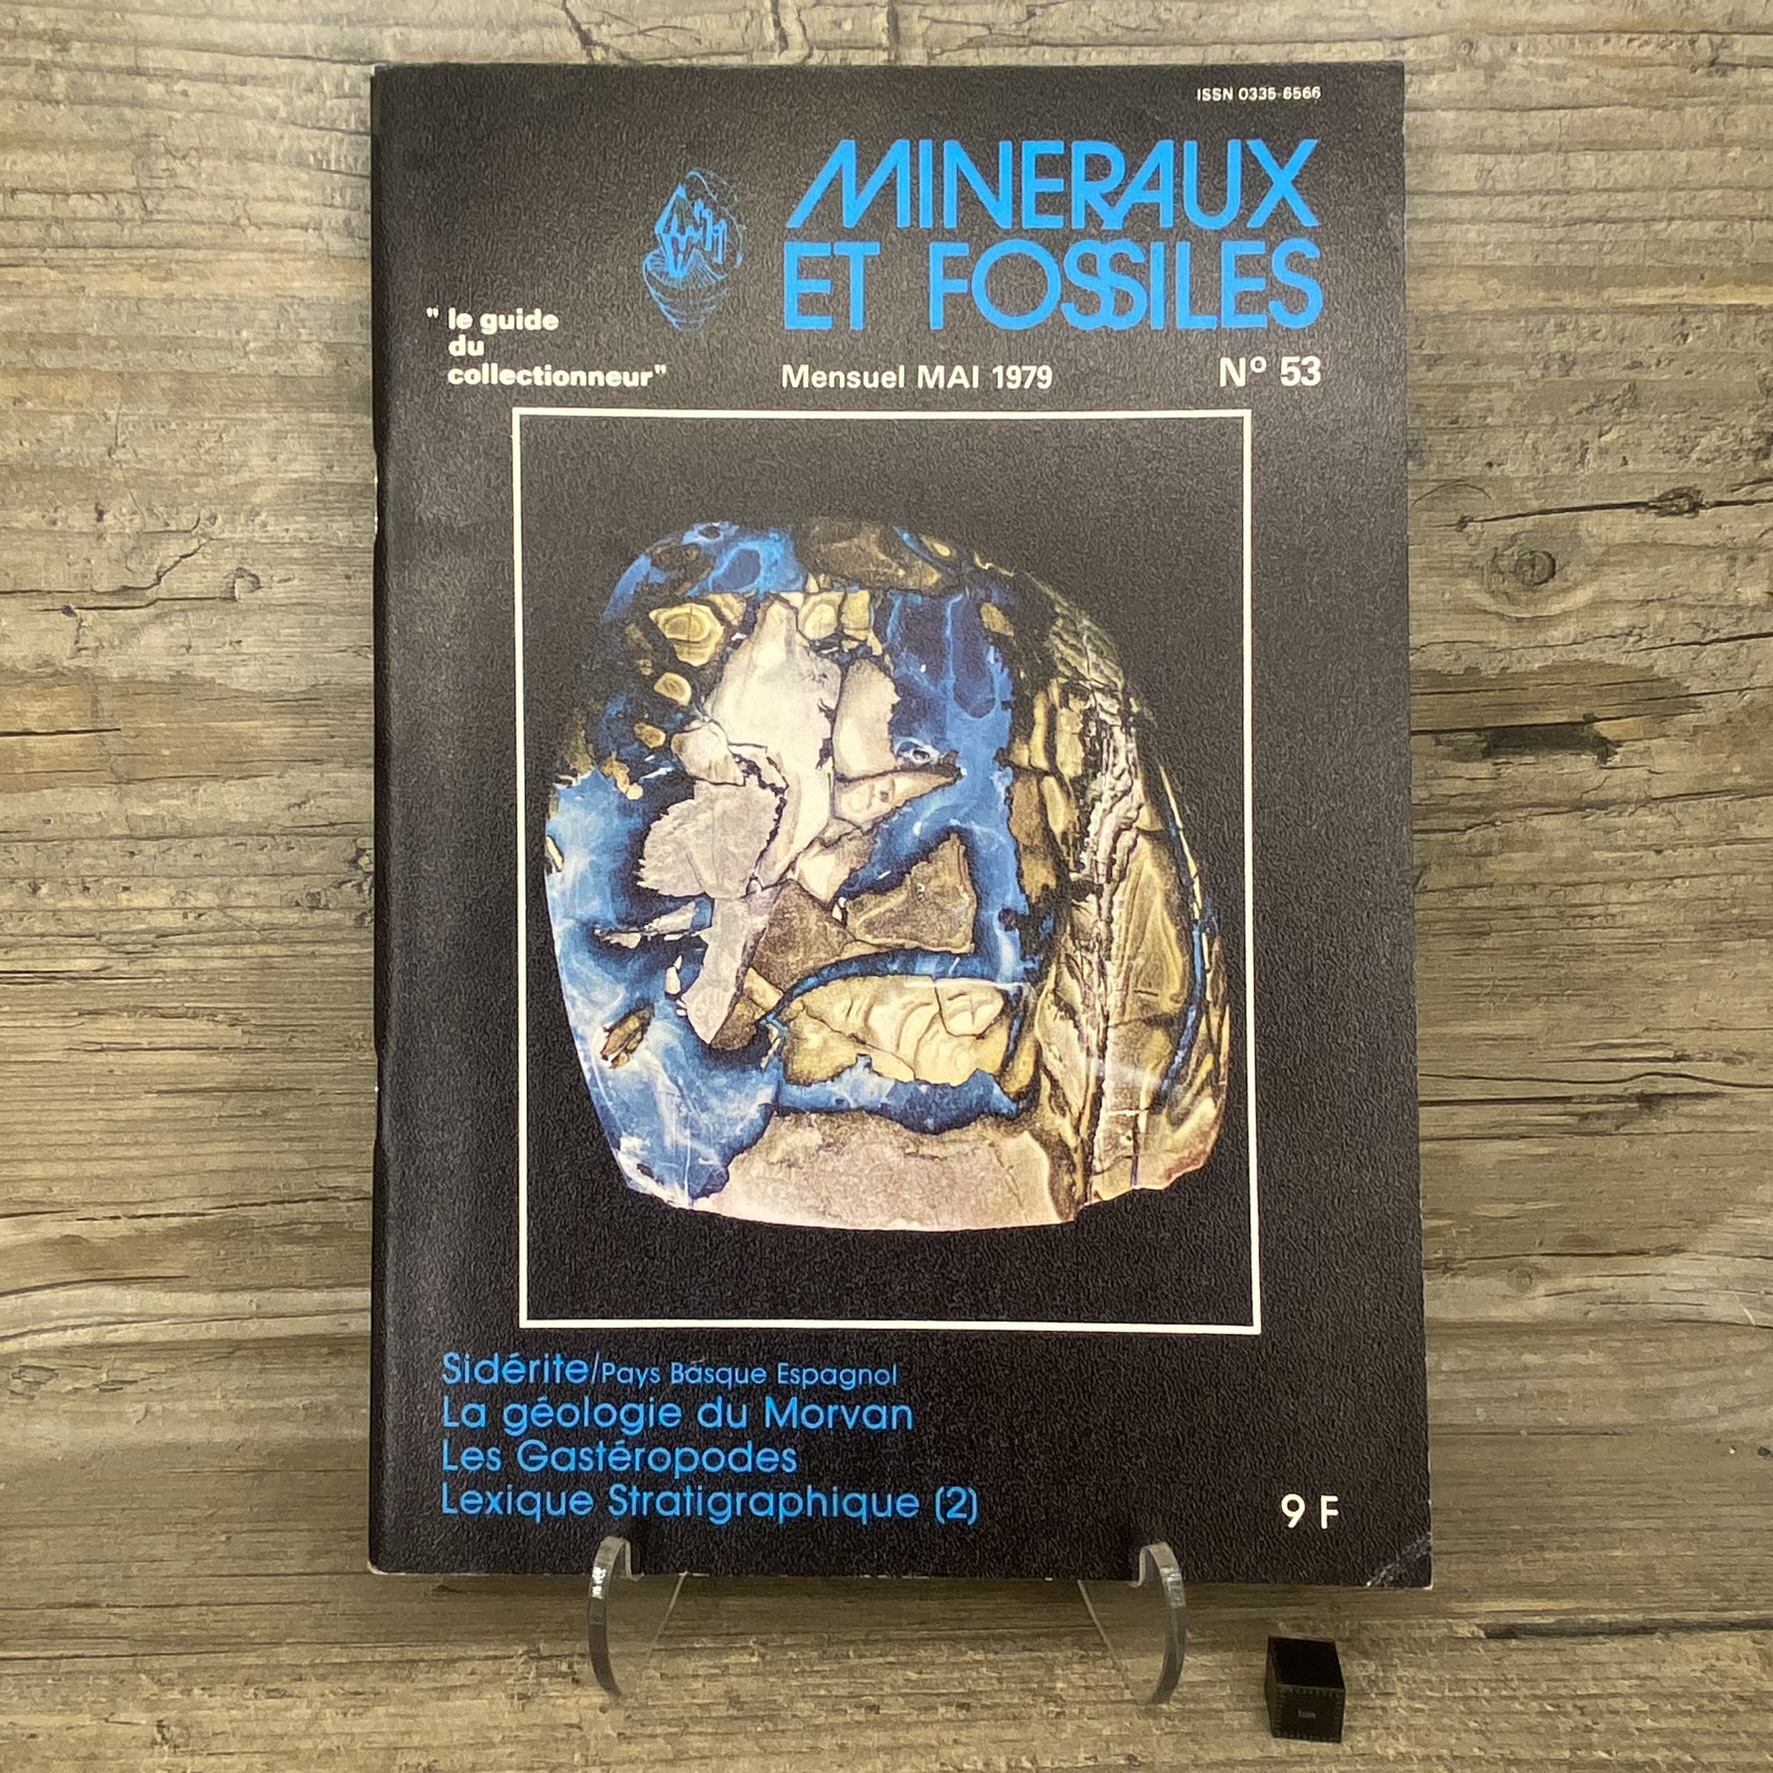 ISSN 0335-6566
MINERAUX
ET FOSSILES
" le guide
du
collectionneur"
Mensuel MAI 1979
Nº 53
Sidérite/Pays Basque Espagnol
La géologie du Morvan
Les Gastéropodes
Lexique Stratigraphique (2)
9 F